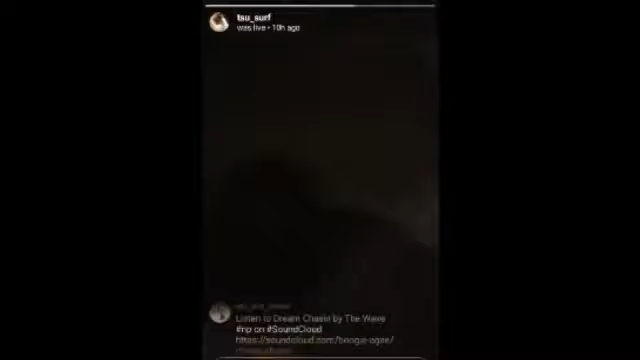 tsu_surf
was live • 10h ago
Listen to Dream Chasin by The Wave
#np on #SoundCloud
https://soundcloud.com/boogie-agee/